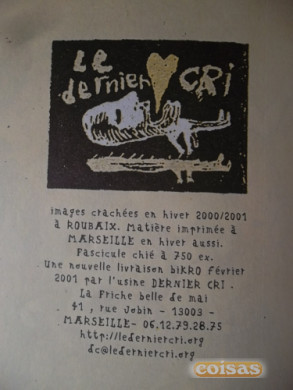 Le
dernier CRi
images crachées en hiver 2000/2001
à ROUBAIX. Matière imprimée à
MARSEILLE en hiver aussi.
Fascicule chié à 750 ex.
Une nouvelle livraison BiKRO février
2001 par l'usine DERNIER CRI -
La Friche belle de mai
41, rue Jobin - 13003 -
MARSEILLE- 06.12.79.28.75
http://lederniercri.org
dc@lederniercri.org
coisas